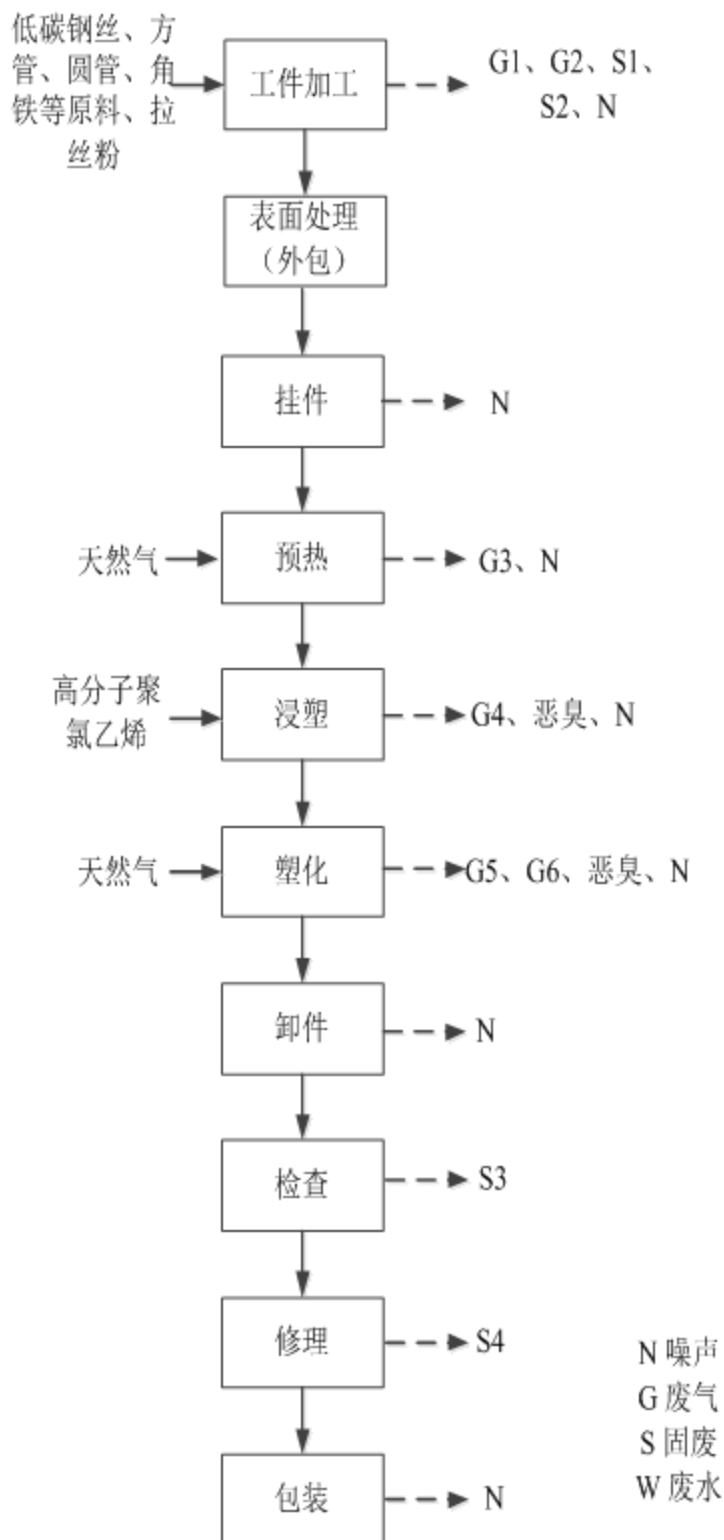 低碳钢丝、方
管、圆管、角
铁等原料、拉
丝粉
工件加工
G1、G2、S1、
S2、N
表面处理
（外包）
挂件
N
天然气
预热
G3、N
高分子聚
氯乙烯
浸塑
G4、恶臭、N
天然气
塑化
G5、G6、恶臭、N
卸件
N
检查
S3
修理
S4
N 噪声
G 废气
S 固废
W 废水
包装
N